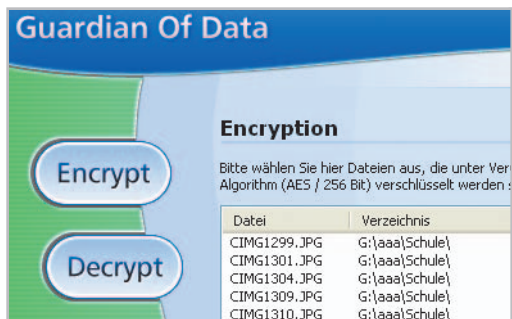 Guardian Of Data
Encryption
Encrypt
Bitte wählen Sie hier Dateien aus, die unter
Algorithm (AES / 256 Bit) verschlüsselt werden
Datei Verzeichnis
CIMG1299.JPG G:\aaa\Schule\
CIMG1301.JPG G:\aaa\Schule\
Decrypt
CIMG1304.JPG G:\aaa\Schule\
CIMG1309.JPG G:\aaa\Schule\
CIMG1310.JPG G:\aaa\Schule\